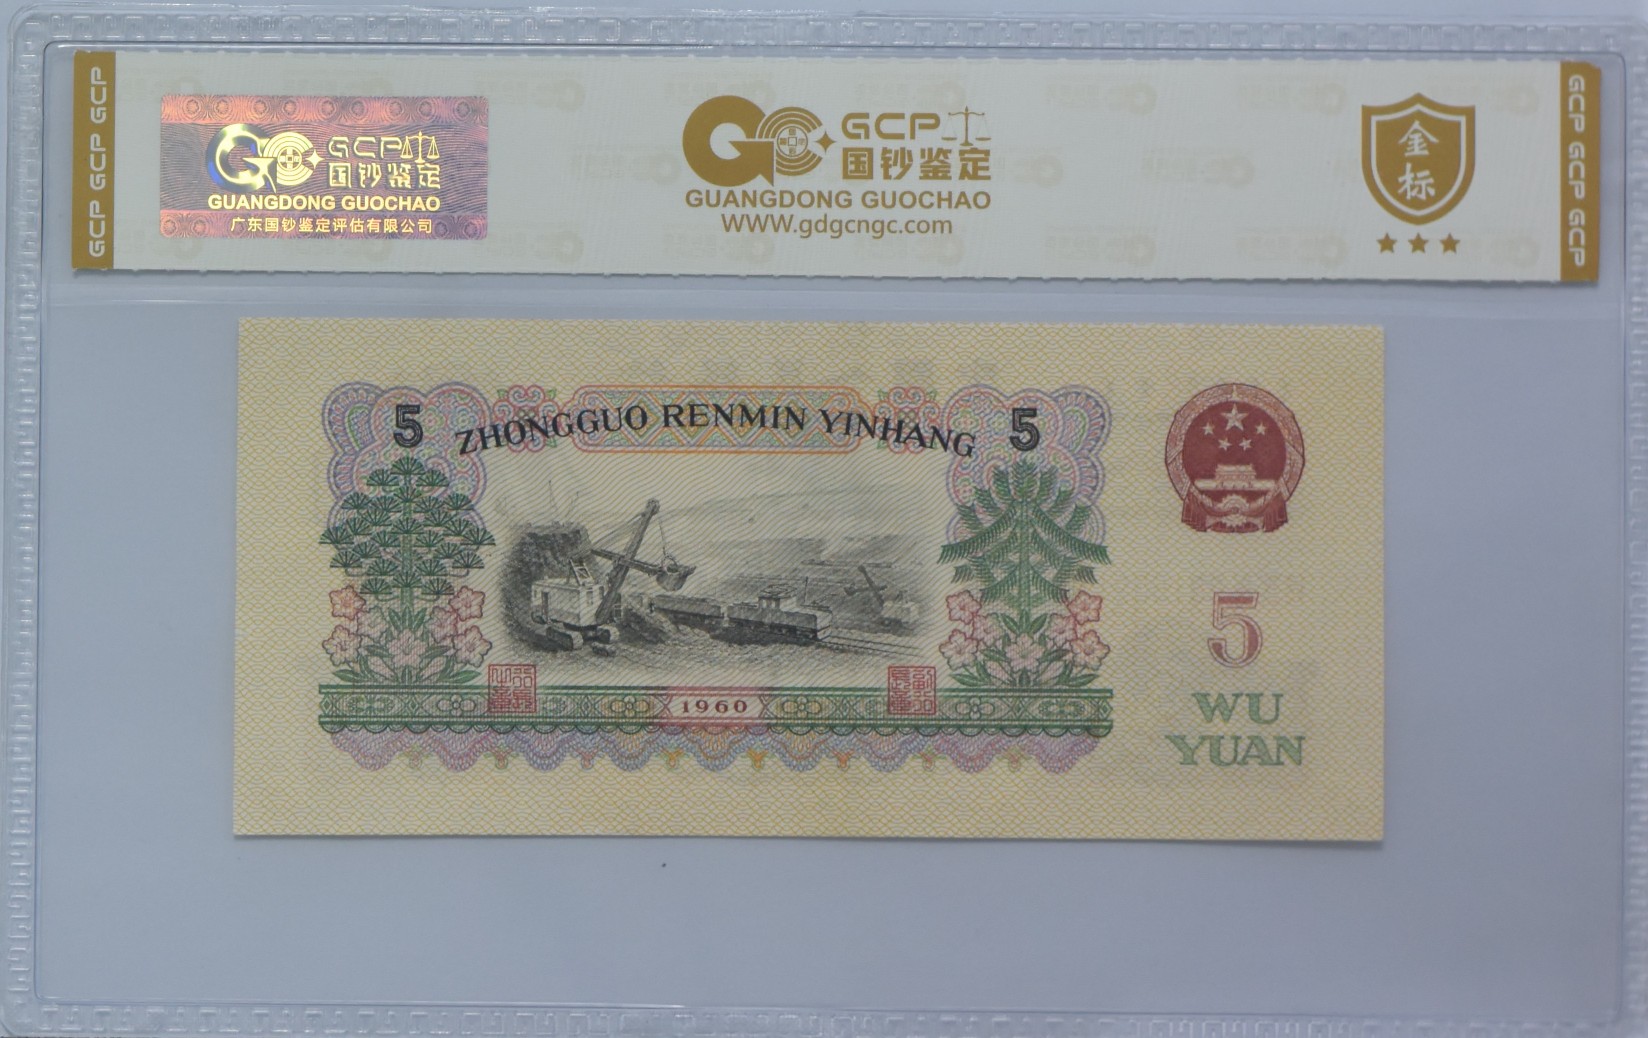 GCP GCP GCP
GCP
国钞鉴定
GUANGDONG GUOCHAO
广东国钞鉴定评估有限公司
GCP
国钞鉴定
GUANGDONG GUOCHAO
WWW.gdgcngc.com
金
标
GCP GCP GCP
5
ZHONGGUO RENMIN YINHANG
5
1960
5
WU
YUAN